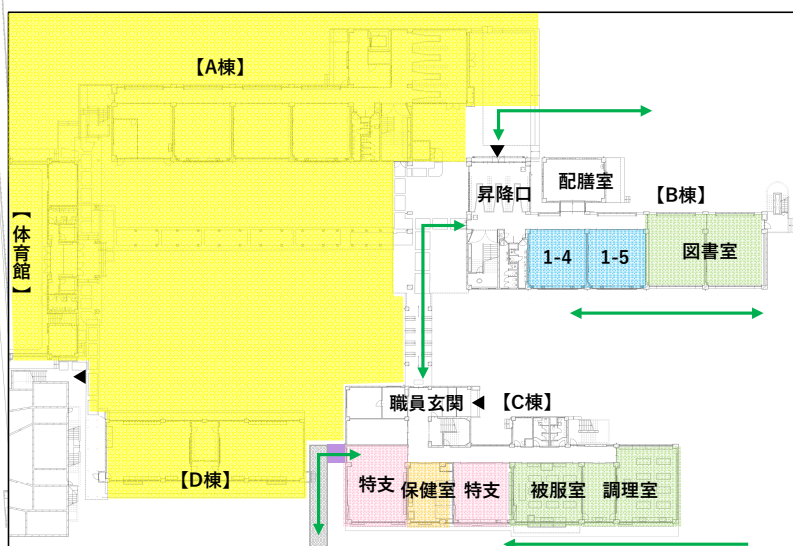 【A棟】
昇降口
配膳室
【B棟】
【体育館】
1-4
1-5
図書室
職員玄関
【C棟】
【D棟】
特支
保健室
特支
被服室
調理室